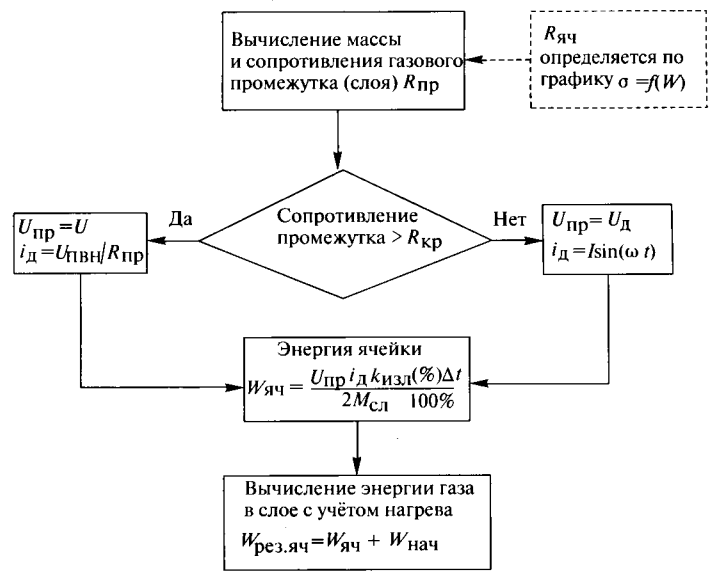 Вычисление массы
и сопротивления газового
промежутка (слоя) Rпр
Rяч
определяется по
графику σ =f(W)
Сопротивление
промежутка > Rкр
Да
Нет
Uпр = U
iд = Uпвн/Rпр
Uпр = Uд
iд = Isin(ω t)
Энергия ячейки
Wяч = Uпр iд kизл(%)Δt
2Mсл 100%
Вычисление энергии газа
в слое с учётом нагрева
Wрез.яч = Wяч + Wнач